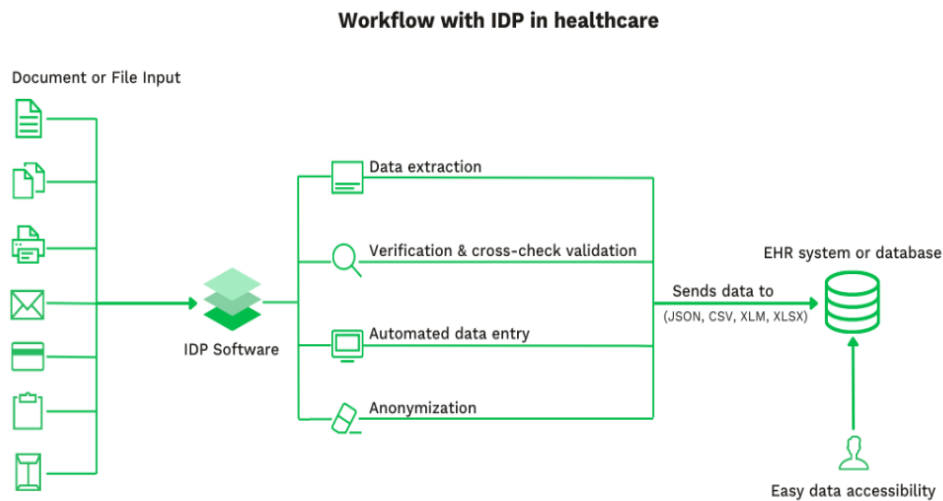 Workflow with IDP in healthcare
Document or File Input
IDP Software
Data extraction
Verification & cross-check validation
Automated data entry
Anonymization
Sends data to
(JSON, CSV, XLM, XLSX)
EHR system or database
Easy data accessibility